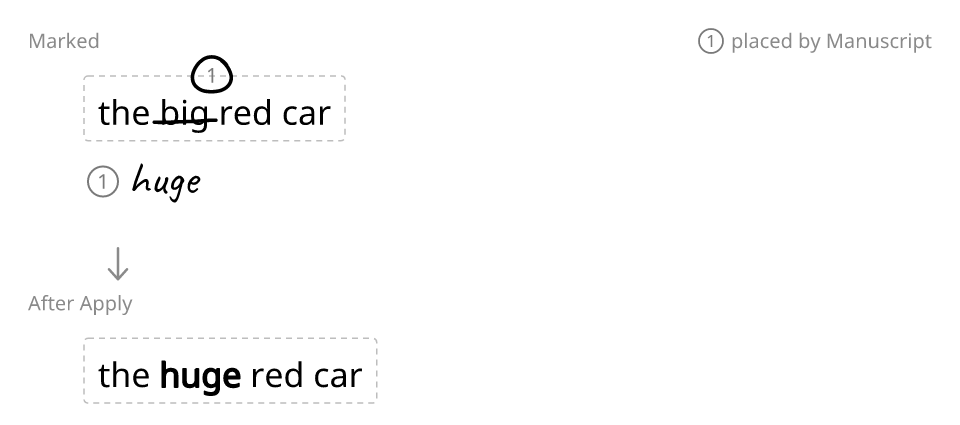 Marked
① placed by Manuscript
1
the big red car
① huge
After Apply
the huge red car